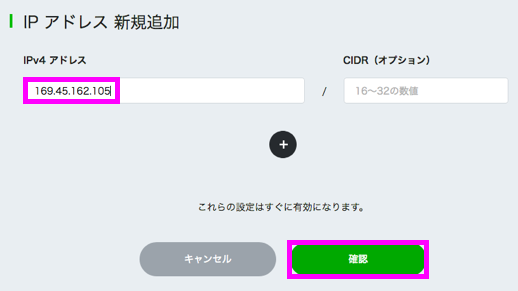 IP アドレス 新規追加
IPv4 アドレス CIDR（オプション）
169.45.162.105 / 16〜32の数値
+
これらの設定はすぐに有効になります。
キャンセル 確認